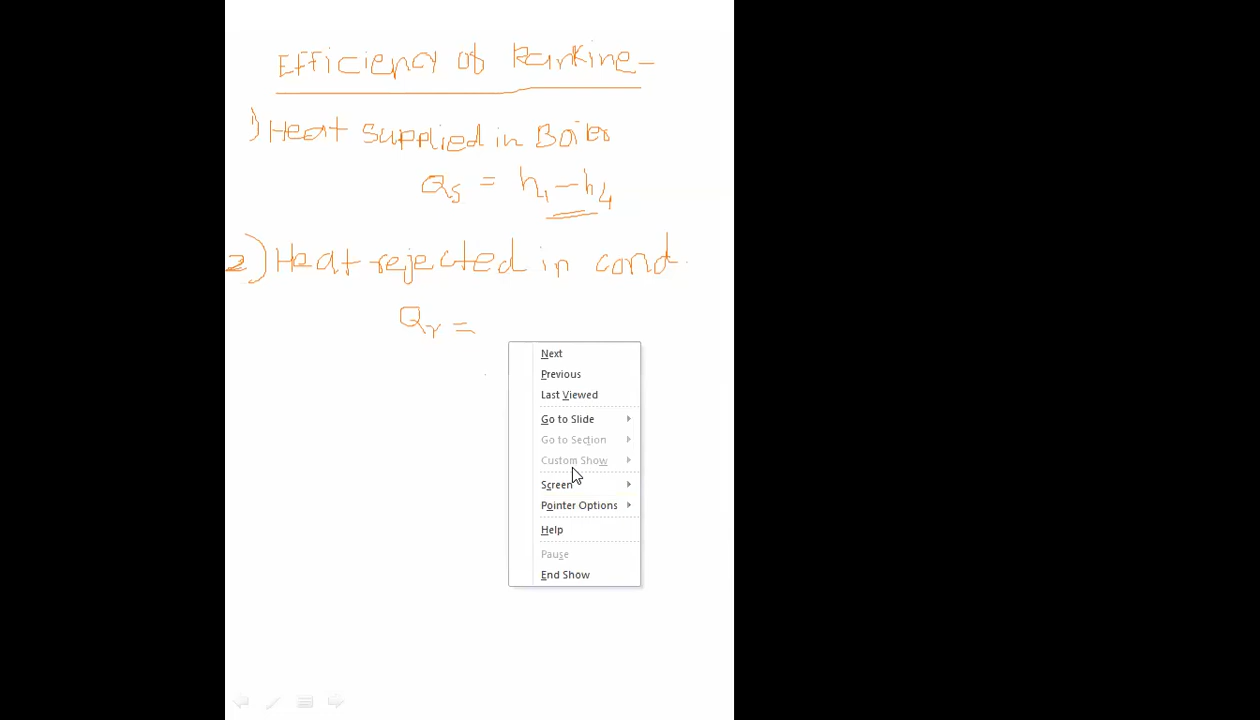 Efficiency of Rankine -
1) Heat Supplied in Boiler
Qs = h1 - h4
2) Heat rejected in cond.
Qr =
Next
Previous
Last Viewed
Go to Slide
Go to Section
Custom Show
Screen
Pointer Options
Help
Pause
End Show